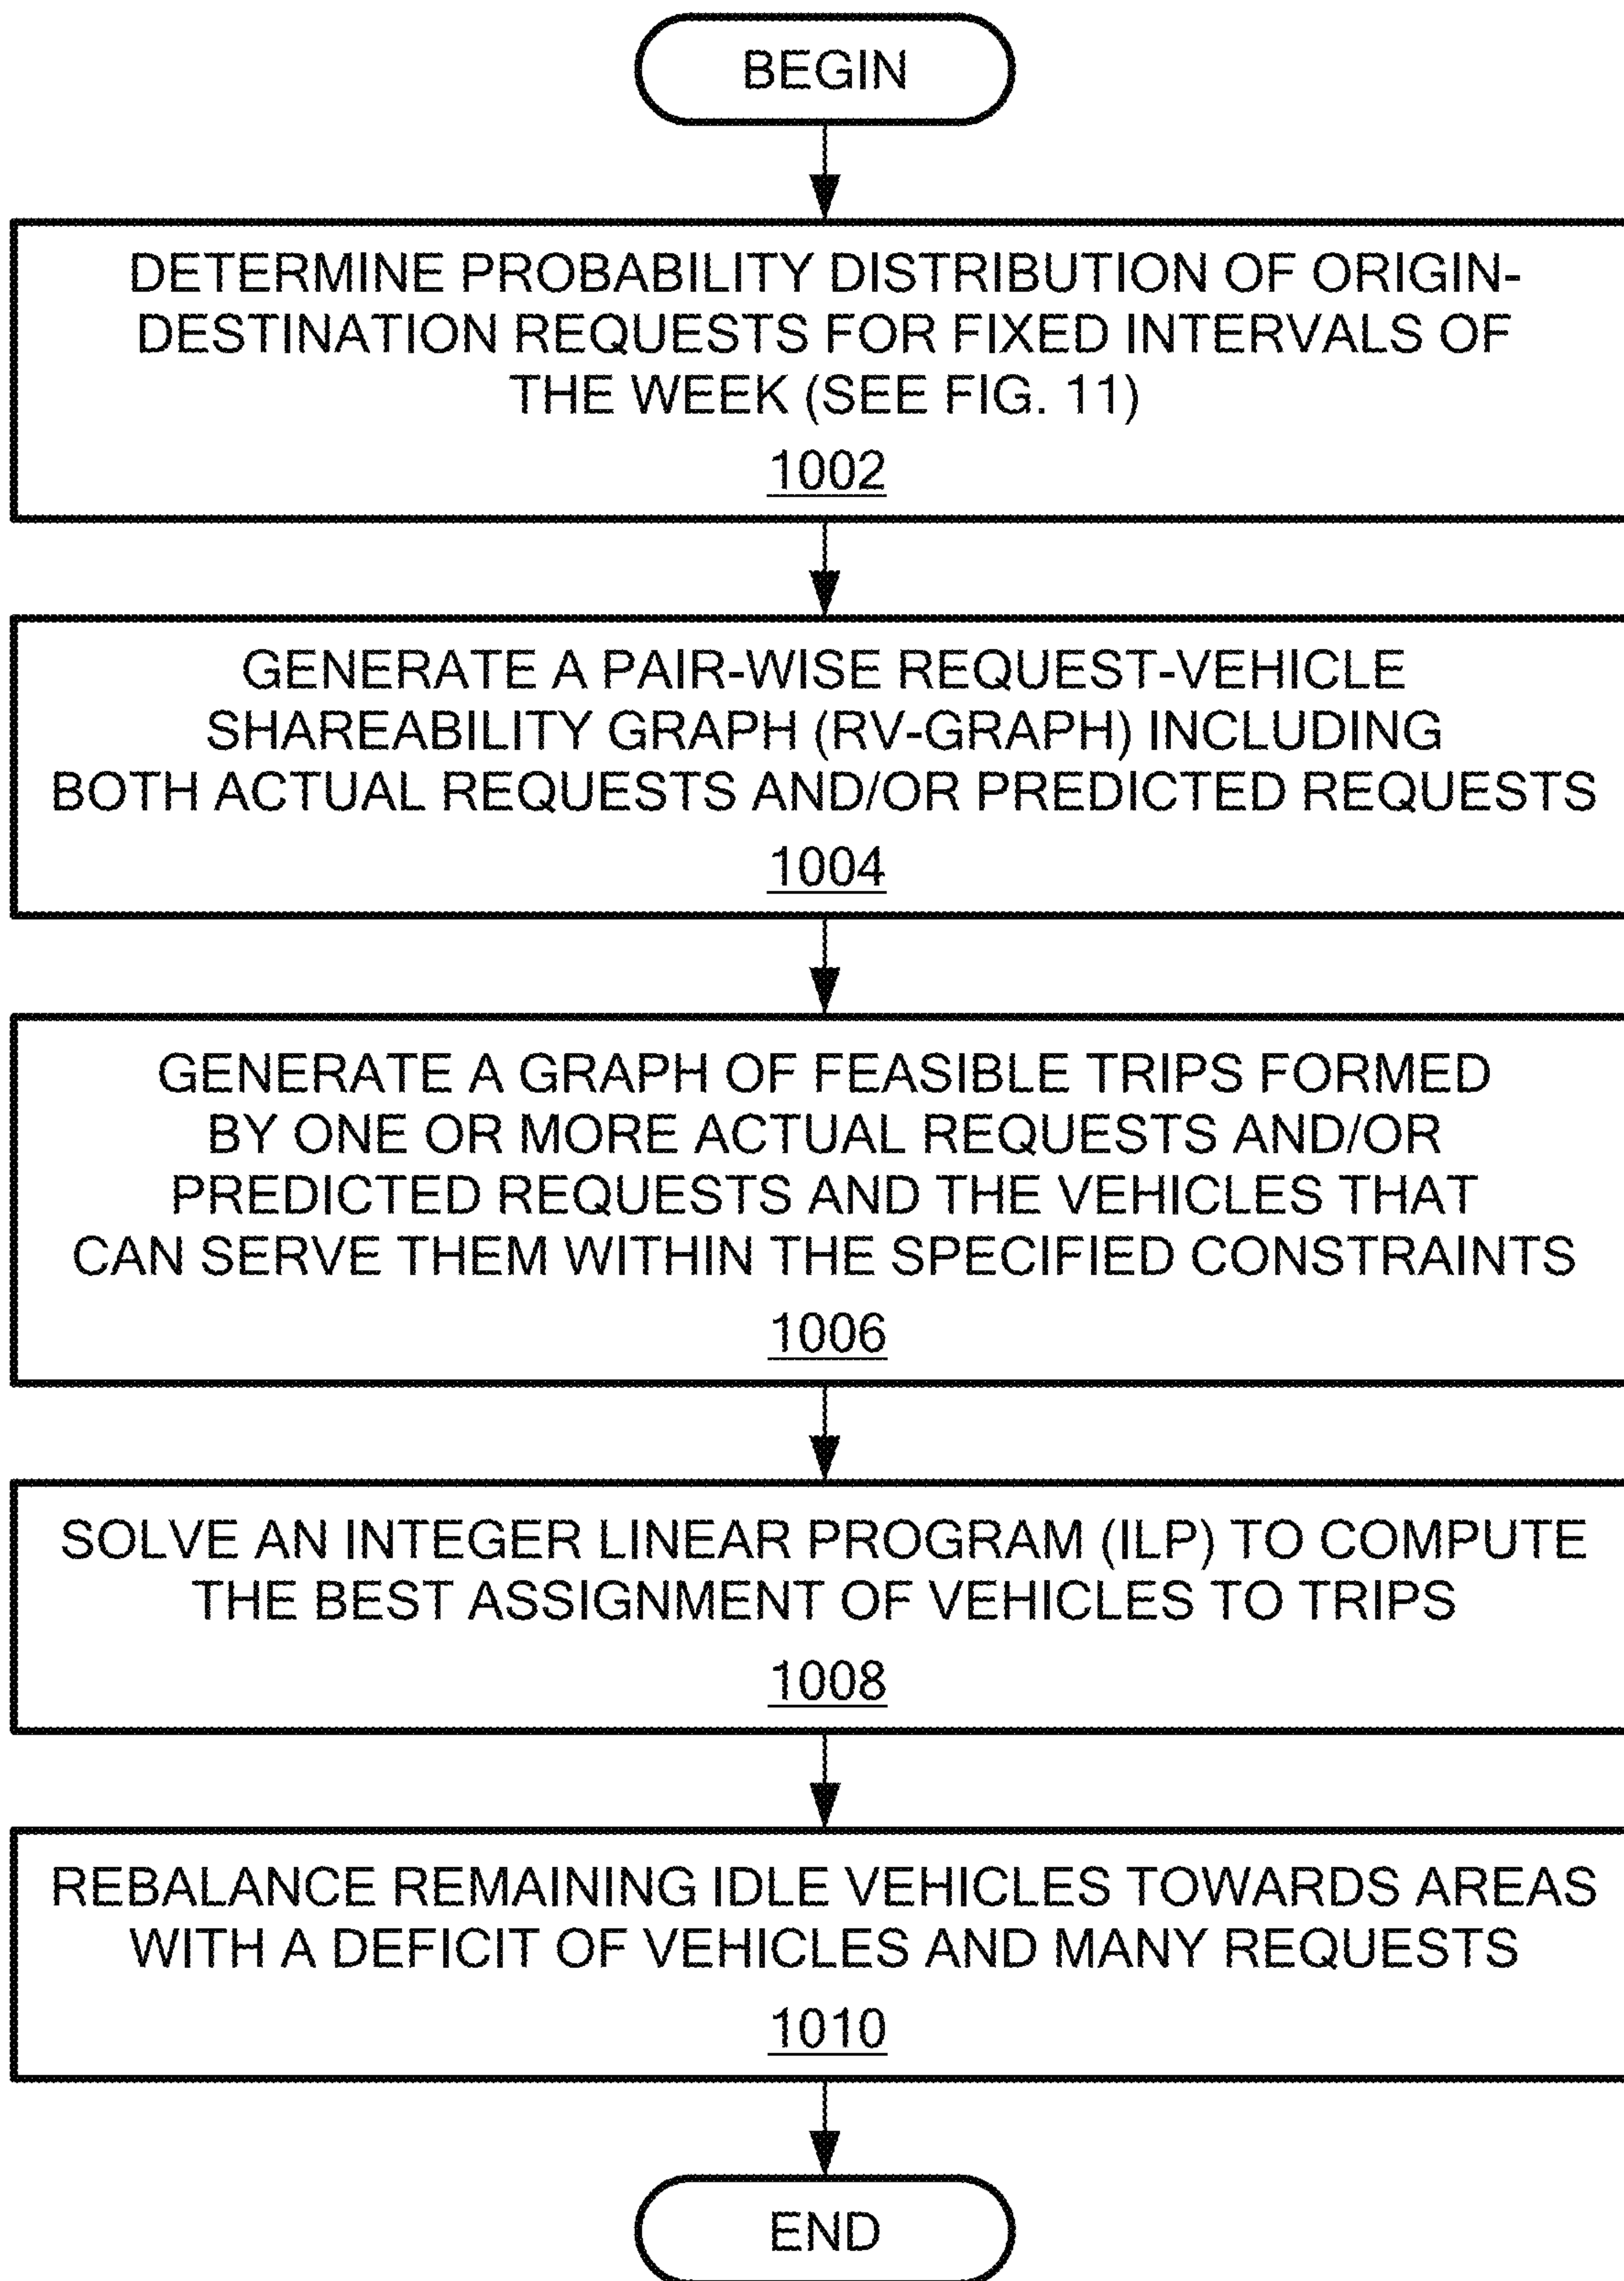 BEGIN
DETERMINE PROBABILITY DISTRIBUTION OF ORIGIN-
DESTINATION REQUESTS FOR FIXED INTERVALS OF
THE WEEK (SEE FIG. 11)
1002
GENERATE A PAIR-WISE REQUEST-VEHICLE
SHAREABILITY GRAPH (RV-GRAPH) INCLUDING
BOTH ACTUAL REQUESTS AND/OR PREDICTED REQUESTS
1004
GENERATE A GRAPH OF FEASIBLE TRIPS FORMED
BY ONE OR MORE ACTUAL REQUESTS AND/OR
PREDICTED REQUESTS AND THE VEHICLES THAT
CAN SERVE THEM WITHIN THE SPECIFIED CONSTRAINTS
1006
SOLVE AN INTEGER LINEAR PROGRAM (ILP) TO COMPUTE
THE BEST ASSIGNMENT OF VEHICLES TO TRIPS
1008
REBALANCE REMAINING IDLE VEHICLES TOWARDS AREAS
WITH A DEFICIT OF VEHICLES AND MANY REQUESTS
1010
END